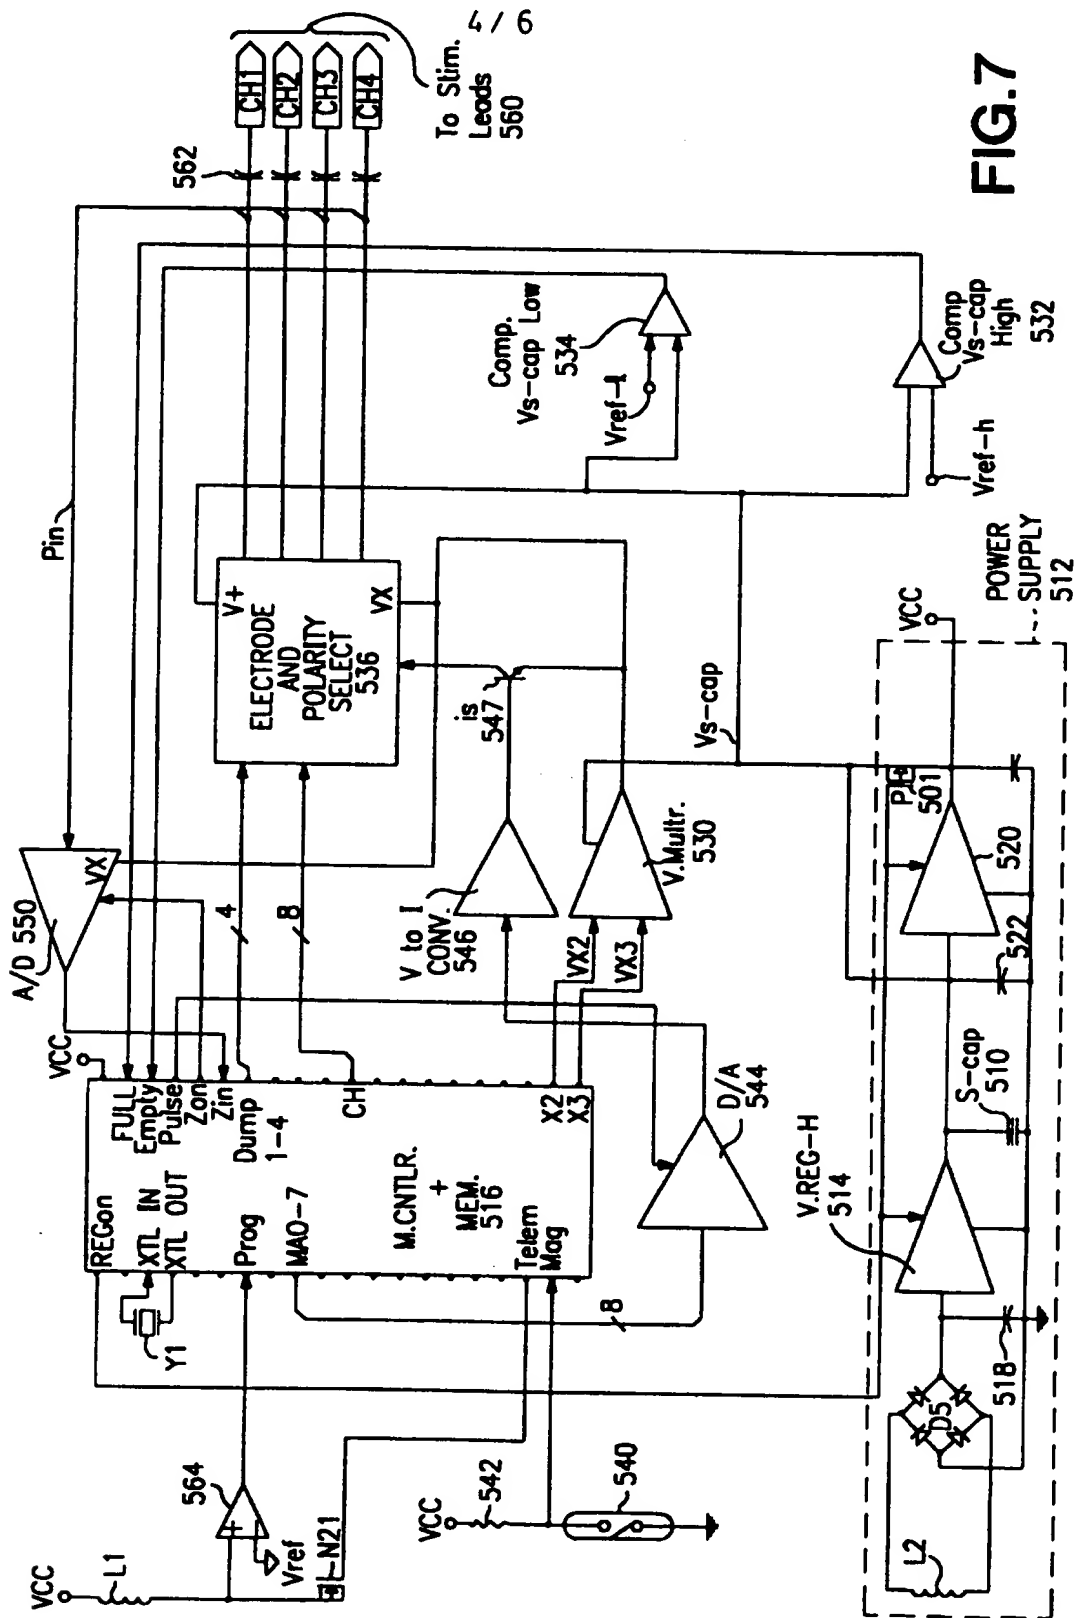 4 / 6
VCC
L1
564
Vref
N21
VCC
542
540
Y1
REGon
XTL IN
XTL OUT
Prog
MAO-7
M.CNTLR.
+
MEM.
516
Telem
Mag
VCC
FULL
Empty
Pulse
Zon
Zin
Dump
1-4
CH
X2
X3
A/D 550
VX
Pin
4
8
8
D/A
544
V to I
CONV.
546
VX2
VX3
V.Multr.
530
is
547
ELECTRODE
AND
POLARITY
SELECT
536
V+
VX
562
CH1
CH2
CH3
CH4
To Stim.
Leads
560
Comp.
Vs-cap Low
534
Comp
Vs-cap
High
532
Vref-h
Vs-cap
POWER
SUPPLY
512
VCC
L2
D5
518
V.REG-H
514
S-cap
510
522
520
501
FIG.7